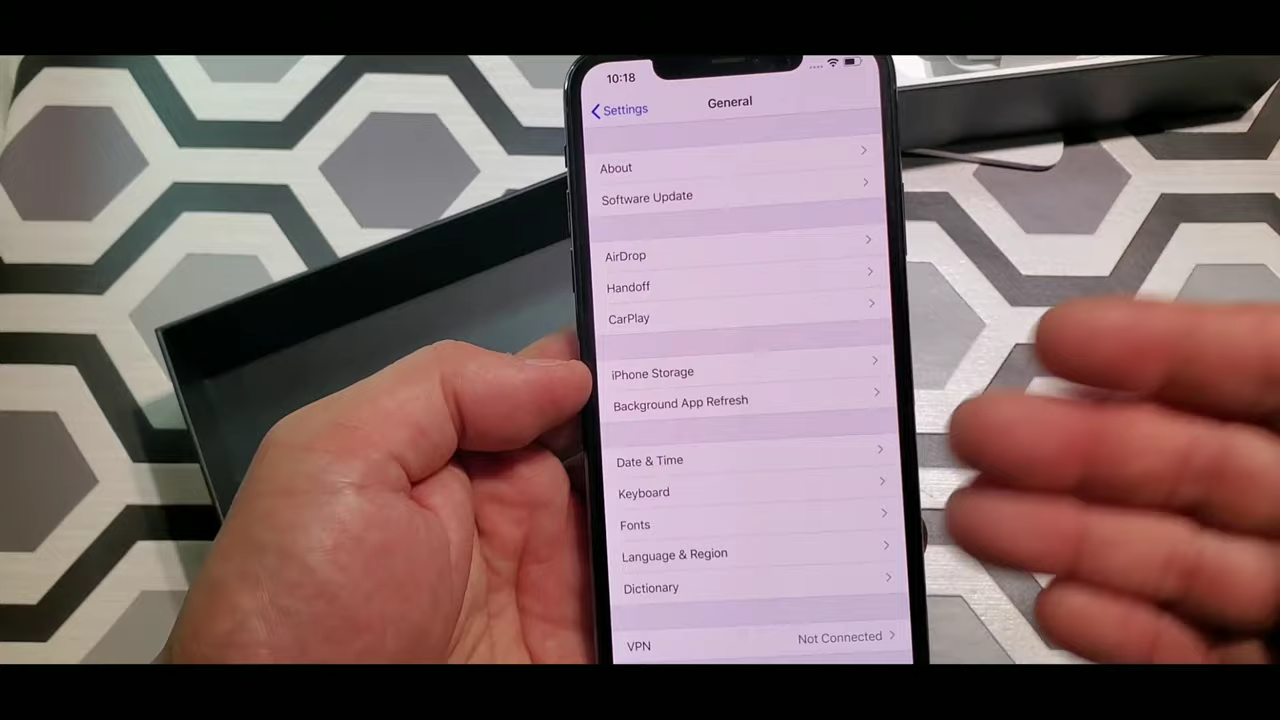 10:18
Settings
General
About
Software Update
AirDrop
Handoff
CarPlay
iPhone Storage
Background App Refresh
Date & Time
Keyboard
Fonts
Language & Region
Dictionary
VPN Not Connected